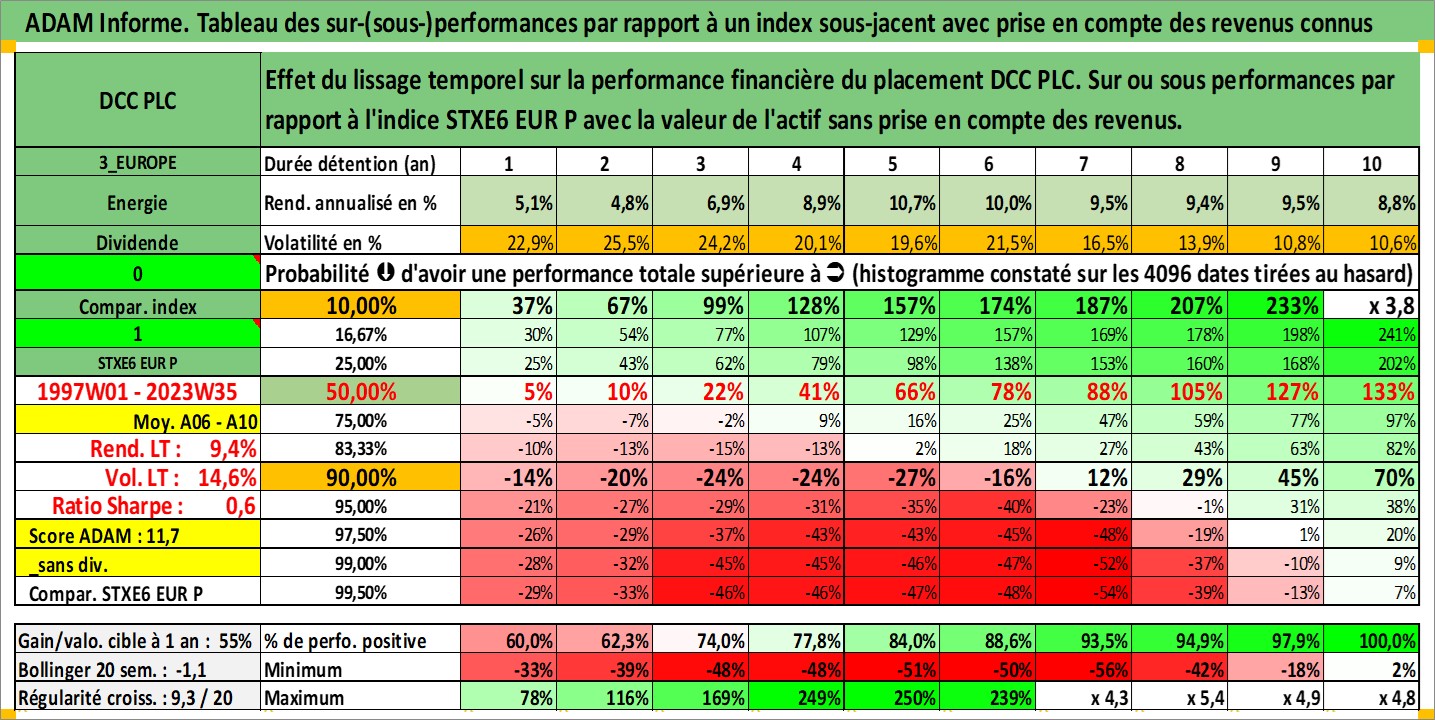 ADAM Informe. Tableau des sur-(sous-)performances par rapport à un index sous-jacent avec prise en compte des revenus connus
DCC PLC
Effet du lissage temporel sur la performance financière du placement DCC PLC. Sur ou sous performances par
rapport à l'indice STXE6 EUR P avec la valeur de l'actif sans prise en compte des revenus.
3_EUROPE Durée détention (an) 1 2 3 4 5 6 7 8 9 10
Energie Rend. annualisé en % 5,1% 4,8% 6,9% 8,9% 10,7% 10,0% 9,5% 9,4% 9,5% 8,8%
Dividende Volatilité en % 22,9% 25,5% 24,2% 20,1% 19,6% 21,5% 16,5% 13,9% 10,8% 10,6%
0 Probabilité d'avoir une performance totale supérieure à (histogramme constaté sur les 4096 dates tirées au hasard)
Compar. index 10,00% 37% 67% 99% 128% 157% 174% 187% 207% 233% x 3,8
1 16,67% 30% 54% 77% 107% 129% 157% 169% 178% 198% 241%
STXE6 EUR P 25,00% 25% 43% 62% 79% 98% 138% 153% 160% 168% 202%
1997W01 - 2023W35 50,00% 5% 10% 22% 41% 66% 78% 88% 105% 127% 133%
Moy. A06 - A10 75,00% -5% -7% -2% 9% 16% 25% 47% 59% 77% 97%
Rend. LT : 9,4% 83,33% -10% -13% -15% -13% 2% 18% 27% 43% 63% 82%
Vol. LT : 14,6% 90,00% -14% -20% -24% -24% -27% -16% 12% 29% 45% 70%
Ratio Sharpe : 0,6 95,00% -21% -27% -29% -31% -35% -40% -23% -1% 31% 38%
Score ADAM : 11,7 97,50% -26% -29% -37% -43% -43% -45% -48% -19% 1% 20%
_sans div. 99,00% -28% -32% -45% -45% -46% -47% -52% -37% -10% 9%
Compar. STXE6 EUR P 99,50% -29% -33% -46% -46% -47% -48% -54% -39% -13% 7%
Gain/valo. cible à 1 an : 55% % de perfo. positive 60,0% 62,3% 74,0% 77,8% 84,0% 88,6% 93,5% 94,9% 97,9% 100,0%
Bollinger 20 sem. : -1,1 Minimum -33% -39% -48% -48% -51% -50% -56% -42% -18% 2%
Régularité croiss. : 9,3 / 20 Maximum 78% 116% 169% 249% 250% 239% x 4,3 x 5,4 x 4,9 x 4,8